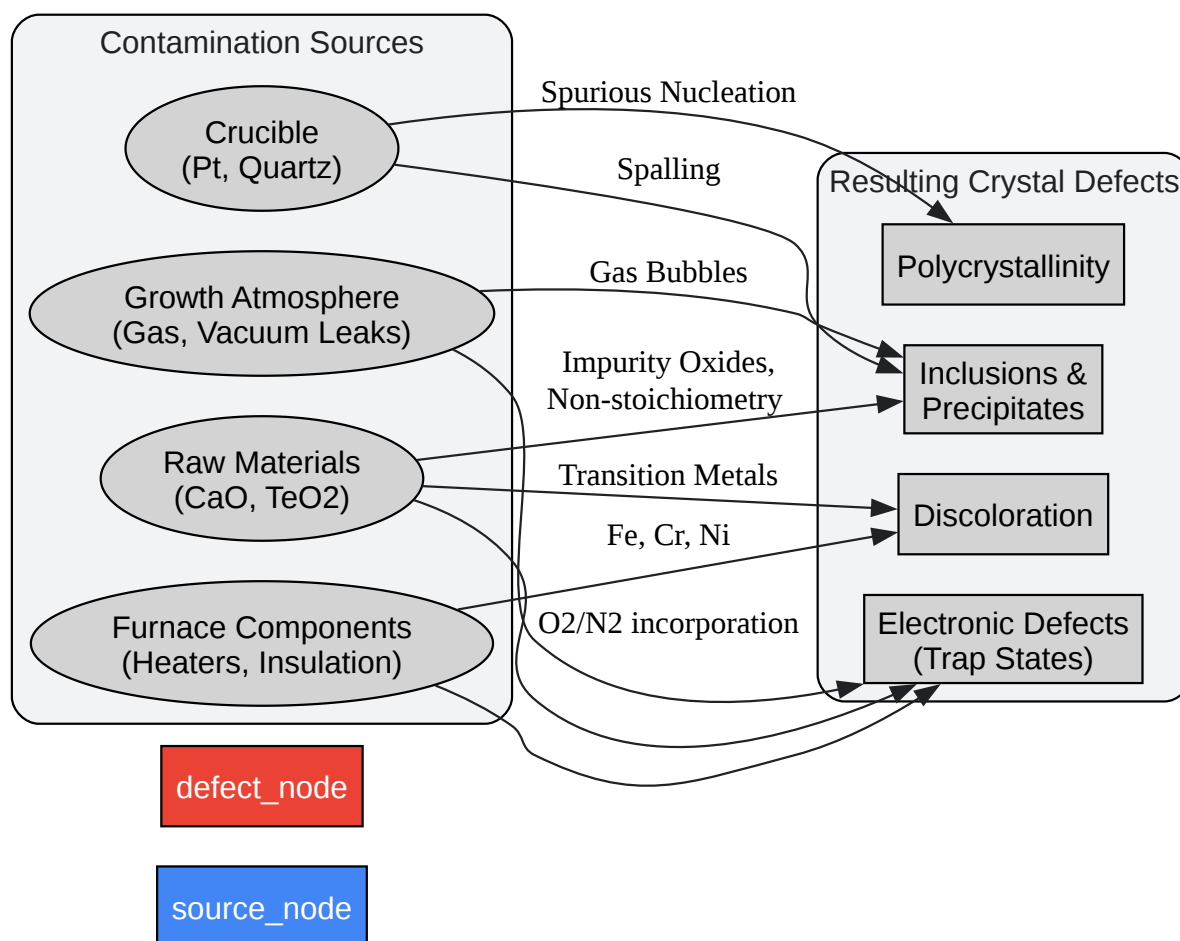 Contamination Sources
Crucible
(Pt, Quartz)
Growth Atmosphere
(Gas, Vacuum Leaks)
Raw Materials
(CaO, TeO2)
Furnace Components
(Heaters, Insulation)
Spurious Nucleation
Spalling
Gas Bubbles
Impurity Oxides,
Non-stoichiometry
Transition Metals
Fe, Cr, Ni
O2/N2 incorporation
Resulting Crystal Defects
Polycrystallinity
Inclusions &
Precipitates
Discoloration
Electronic Defects
(Trap States)
defect_node
source_node